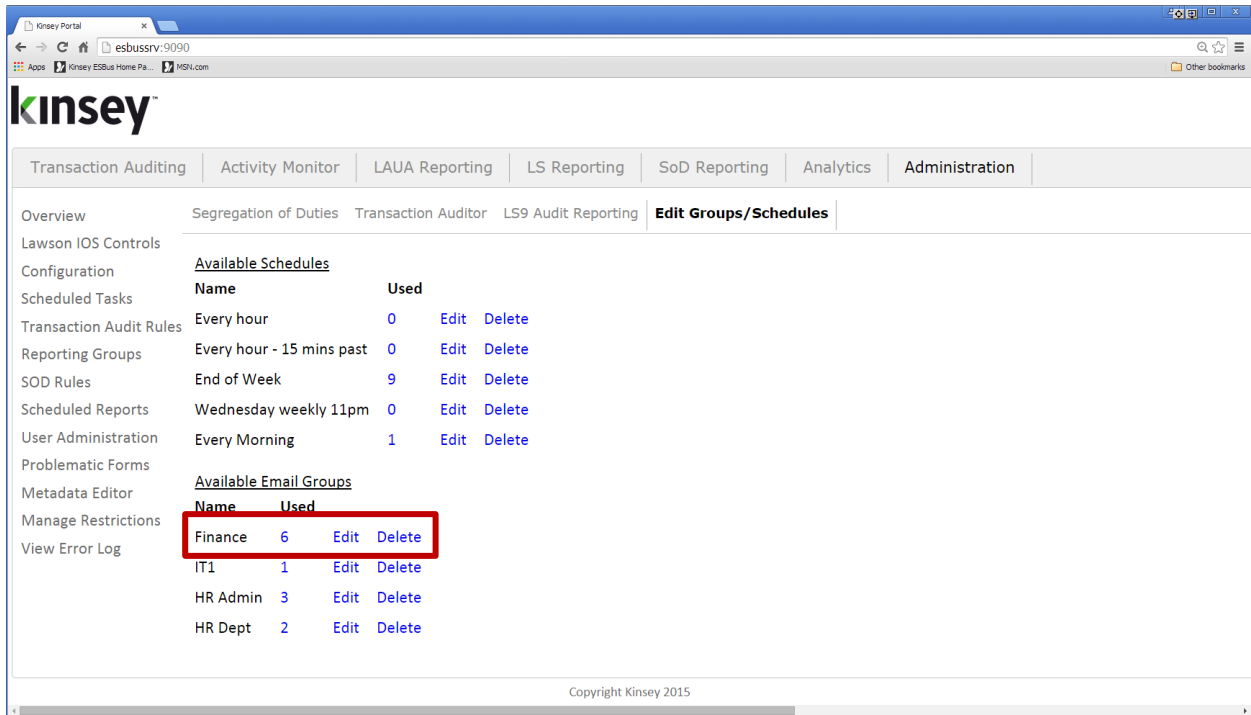 Kinsey Portal
esbussrv:9090
Apps Kinsey ESBus Home Pa... MSN.com Other bookmarks
kinsey™
Transaction Auditing Activity Monitor LAUA Reporting LS Reporting SoD Reporting Analytics Administration
Segregation of Duties Transaction Auditor LS9 Audit Reporting Edit Groups/Schedules
Overview
Lawson IOS Controls
Configuration
Scheduled Tasks
Transaction Audit Rules
Reporting Groups
SOD Rules
Scheduled Reports
User Administration
Problematic Forms
Metadata Editor
Manage Restrictions
View Error Log
Available Schedules
Name Used
Every hour 0 Edit Delete
Every hour - 15 mins past 0 Edit Delete
End of Week 9 Edit Delete
Wednesday weekly 11pm 0 Edit Delete
Every Morning 1 Edit Delete
Available Email Groups
Name Used
Finance 6 Edit Delete
IT1 1 Edit Delete
HR Admin 3 Edit Delete
HR Dept 2 Edit Delete
Copyright Kinsey 2015